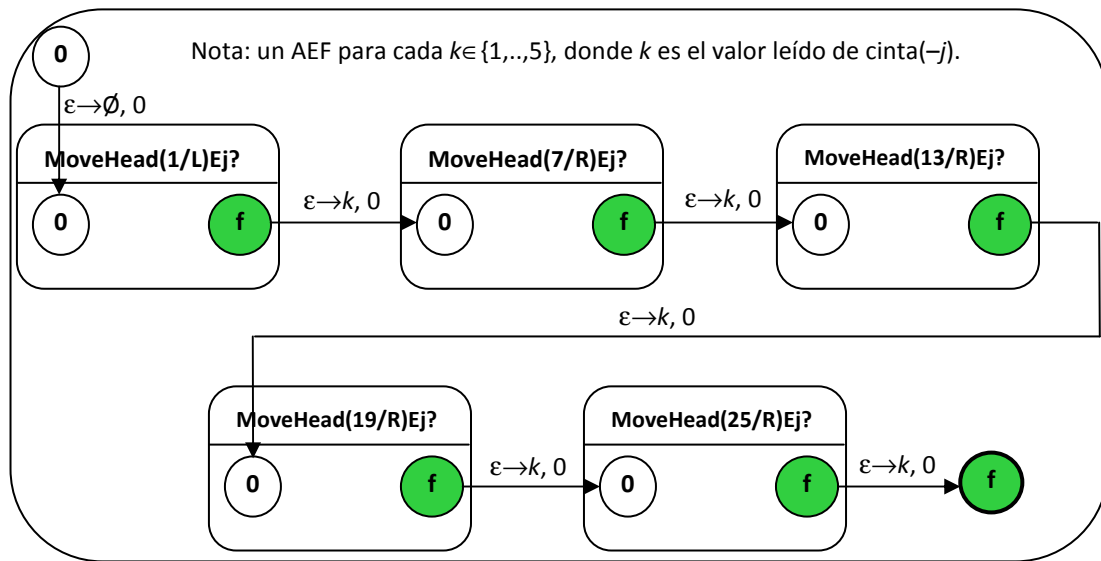 Nota: un AEF para cada k∈{1,..,5}, donde k es el valor leído de cinta(–j).
0
ε→Ø, 0
MoveHead(1/L)Ej?
0
f
ε→k, 0
MoveHead(7/R)Ej?
0
f
ε→k, 0
MoveHead(13/R)Ej?
0
f
ε→k, 0
MoveHead(19/R)Ej?
0
f
ε→k, 0
MoveHead(25/R)Ej?
0
f
ε→k, 0
f